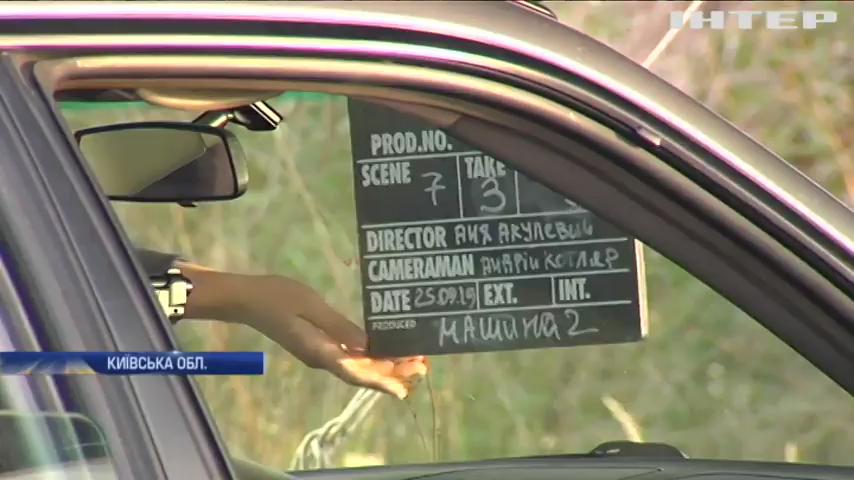 ІНТЕР
PROD.NO.
SCENE 7 TAKE 3
DIRECTOR АНЯ АКУЛЕВИЧ
CAMERAMAN АНДРІЙ КОТЛЯР
DATE 25.09.19 EXT. INT.
PRODUCED МАШИНА 2
КИЇВСЬКА ОБЛ.